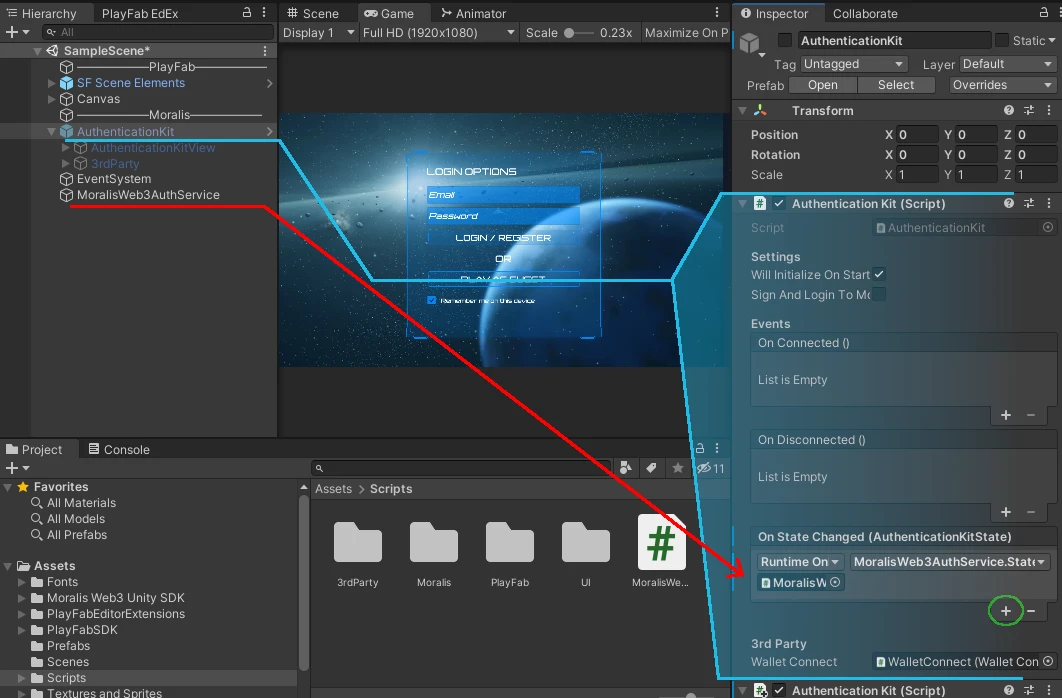 Hierarchy
PlayFab EdEx
All
SampleScene*
PlayFab
SF Scene Elements
Canvas
Moralis
AuthenticationKit
AuthenticationKitView
3rdParty
EventSystem
MoralisWeb3AuthService
Scene
Game
Animator
Display 1
Full HD (1920x1080)
Scale
0.23x
Maximize On P
LOGIN OPTIONS
Email
Password
LOGIN / REGISTER
OR
PLAY AS GUEST
Remember me on this device
Inspector
Collaborate
AuthenticationKit
Static
Tag
Untagged
Layer
Default
Prefab
Open
Select
Overrides
Transform
Position
X 0 Y 0 Z 0
Rotation
X 0 Y 0 Z 0
Scale
X 1 Y 1 Z 1
Authentication Kit (Script)
Script
AuthenticationKit
Settings
Will Initialize On Start
Sign And Login To Mo
Events
On Connected ()
List is Empty
On Disconnected ()
List is Empty
On State Changed (AuthenticationKitState)
Runtime On
MoralisWeb3AuthService.State
MoralisW
3rd Party
Wallet Connect
WalletConnect (Wallet Con
Authentication Kit (Script)
Project
Console
11
Favorites
All Materials
All Models
All Prefabs
Assets
Fonts
Moralis Web3 Unity SDK
PlayFabEditorExtensions
PlayFabSDK
Prefabs
Scenes
Scripts
Textures and Sprites
Assets > Scripts
3rdParty
Moralis
PlayFab
UI
MoralisWe...